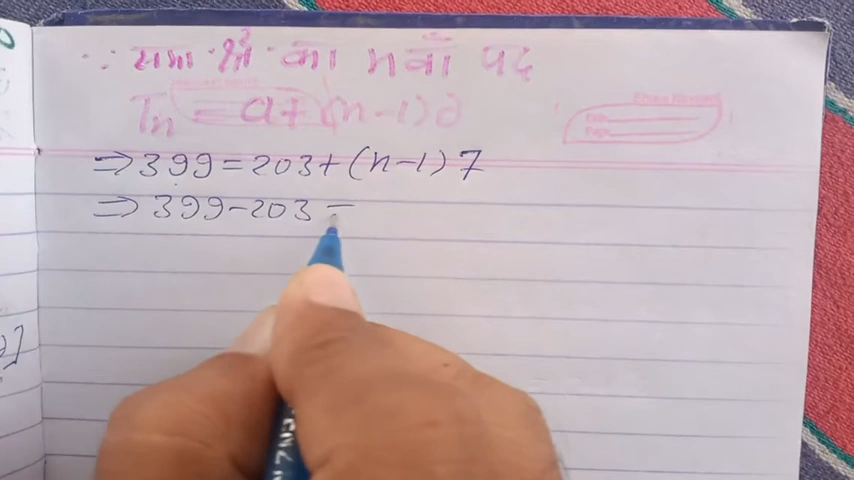 ∵ समा॰ श्रे॰ का nवाँ पद
Tn = a+(n-1)d
⇒ 399 = 203+(n-1)7
⇒ 399-203 =